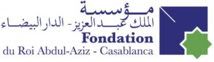 مؤسسة
الملك عبد العزيز - الدار البيضاء
Fondation
du Roi Abdul-Aziz - Casablanca